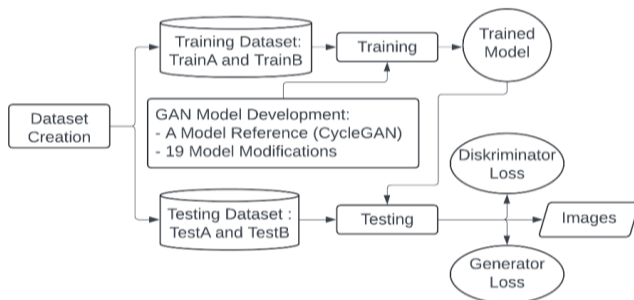 Training Dataset:
TrainA and TrainB
Training
Trained
Model
Dataset
Creation
GAN Model Development:
- A Model Reference (CycleGAN)
- 19 Model Modifications
Diskriminator
Loss
Testing Dataset :
TestA and TestB
Testing
Images
Generator
Loss